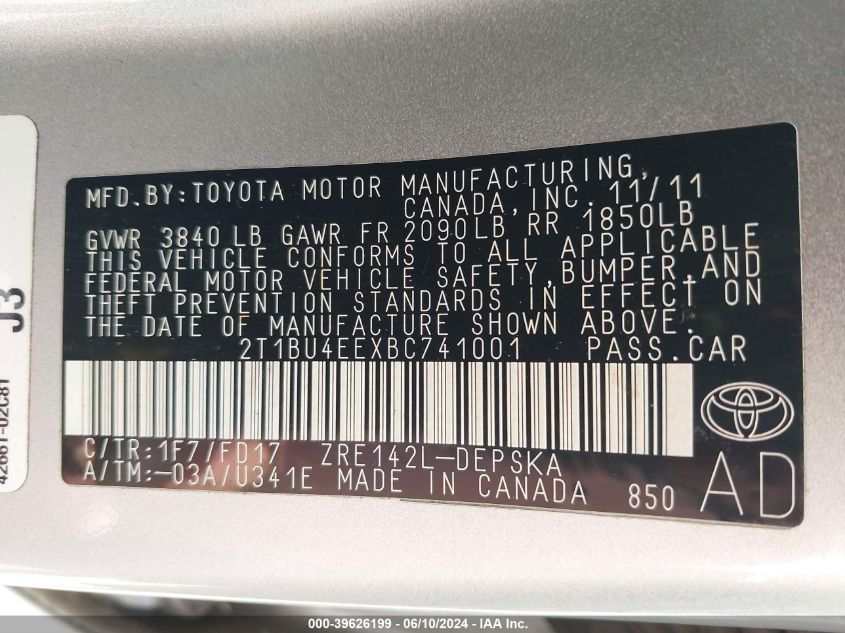 MFD.BY:TOYOTA MOTOR MANUFACTURING,
CANADA,INC. 11/11
GVWR 3840 LB GAWR FR 2090LB RR 1850LB
THIS VEHICLE CONFORMS TO ALL APPLICABLE
FEDERAL MOTOR VEHICLE SAFETY,BUMPER,AND
THEFT PREVENTION STANDARDS IN EFFECT ON
THE DATE OF MANUFACTURE SHOWN ABOVE.
2T1BU4EEXBC741001 PASS.CAR
C/TR:1F7/FD17 ZRE142L-DEPSKA
A/TM:-03A/U341E MADE IN CANADA 850
AD
J3
42661-02C81
000-39626199 - 06/10/2024 - IAA Inc.